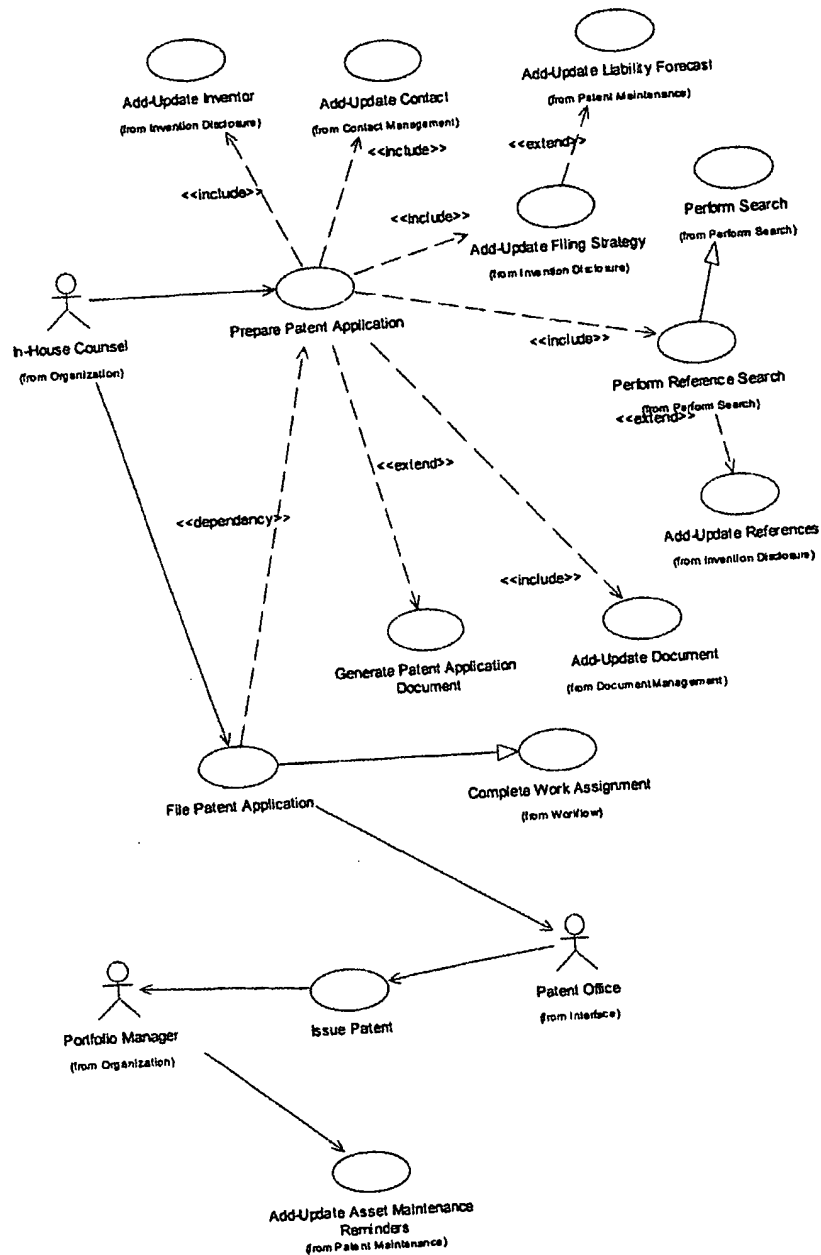 Add-Update Liability Forecast
(from Patent Maintenance)
Add-Update Inventor
(from Invention Disclosure)
Add-Update Contact
(from Contact Management)
<<include>>
<<extend>>
<<include>>
<<include>>
Perform Search
(from Perform Search)
Add-Update Filing Strategy
(from Invention Disclosure)
Prepare Patent Application
<<include>>
In-House Counsel
(from Organization)
Perform Reference Search
(from Perform Search)
<<extend>>
<<extend>>
<<dependency>>
Add-Update References
(from Invention Disclosure)
<<include>>
Generate Patent Application
Document
Add-Update Document
(from Document Management)
File Patent Application
Complete Work Assignment
(from Workflow)
Patent Office
(from Interface)
Issue Patent
Portfolio Manager
(from Organization)
Add-Update Asset Maintenance
Reminders
(from Patent Maintenance)